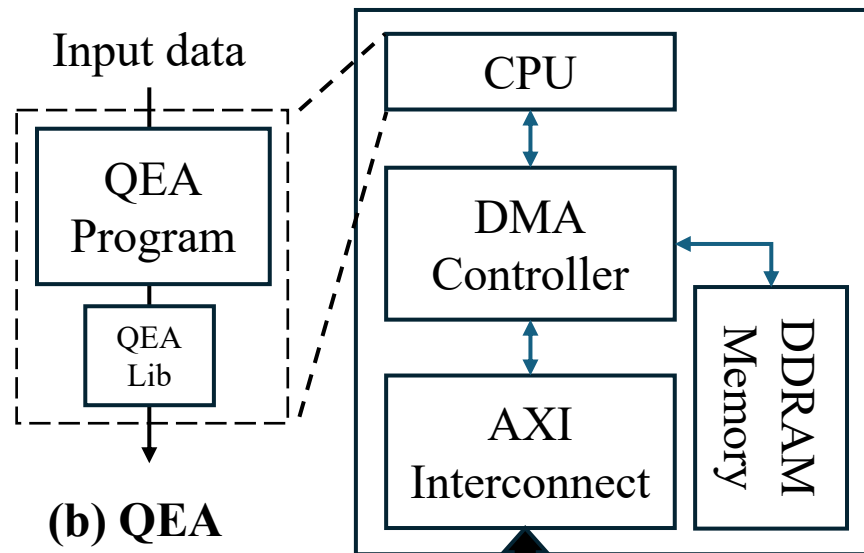 Input data
QEA
Program
QEA
Lib
(b) QEA
CPU
DMA
Controller
AXI
Interconnect
DDRAM
Memory